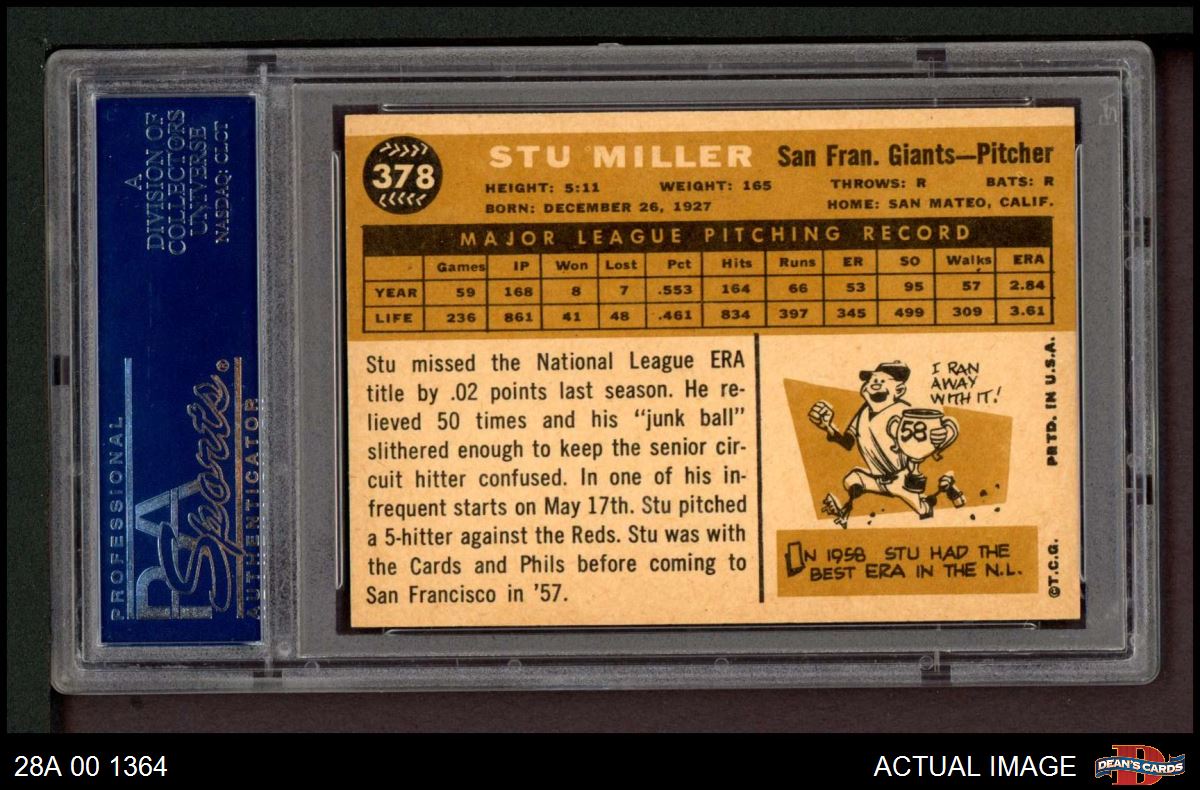 A
DIVISION OF
COLLECTORS
UNIVERSE
NASDAQ: CLCT
PROFESSIONAL
PSA
Sports®
AUTHENTICATOR
378
STU MILLER San Fran. Giants—Pitcher
HEIGHT: 5:11 WEIGHT: 165 THROWS: R BATS: R
BORN: DECEMBER 26, 1927 HOME: SAN MATEO, CALIF.
MAJOR LEAGUE PITCHING RECORD
Games IP Won Lost Pct Hits Runs ER SO Walks ERA
YEAR 59 168 8 7 .553 164 66 53 95 57 2.84
LIFE 236 861 41 48 .461 834 397 345 499 309 3.61
Stu missed the National League ERA
title by .02 points last season. He re-
lieved 50 times and his "junk ball"
slithered enough to keep the senior cir-
cuit hitter confused. In one of his in-
frequent starts on May 17th. Stu pitched
a 5-hitter against the Reds. Stu was with
the Cards and Phils before coming to
San Francisco in '57.
I RAN
AWAY
WITH IT!
58
IN 1958 STU HAD THE
BEST ERA IN THE N.L.
©T.C.G. PRTD. IN U.S.A.
28A 00 1364
ACTUAL IMAGE
D
DEAN'S CARDS